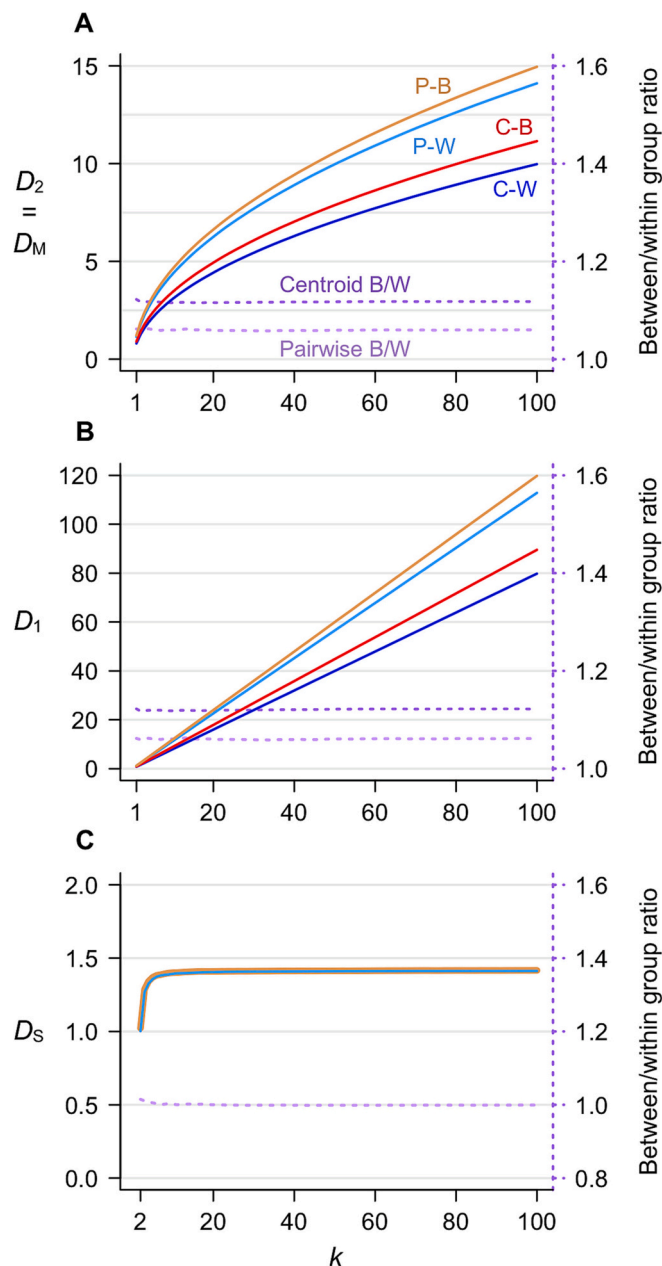 A
15
10
5
0
D2
=
DM
P-B
P-W
C-B
C-W
Centroid B/W
Pairwise B/W
1.6
1.4
1.2
1.0
Between/within group ratio
1 20 40 60 80 100
B
120
100
80
60
40
20
0
D1
1.6
1.4
1.2
1.0
Between/within group ratio
1 20 40 60 80 100
C
2.0
1.5
1.0
0.5
0.0
DS
1.6
1.4
1.2
1.0
0.8
Between/within group ratio
2 20 40 60 80 100
k